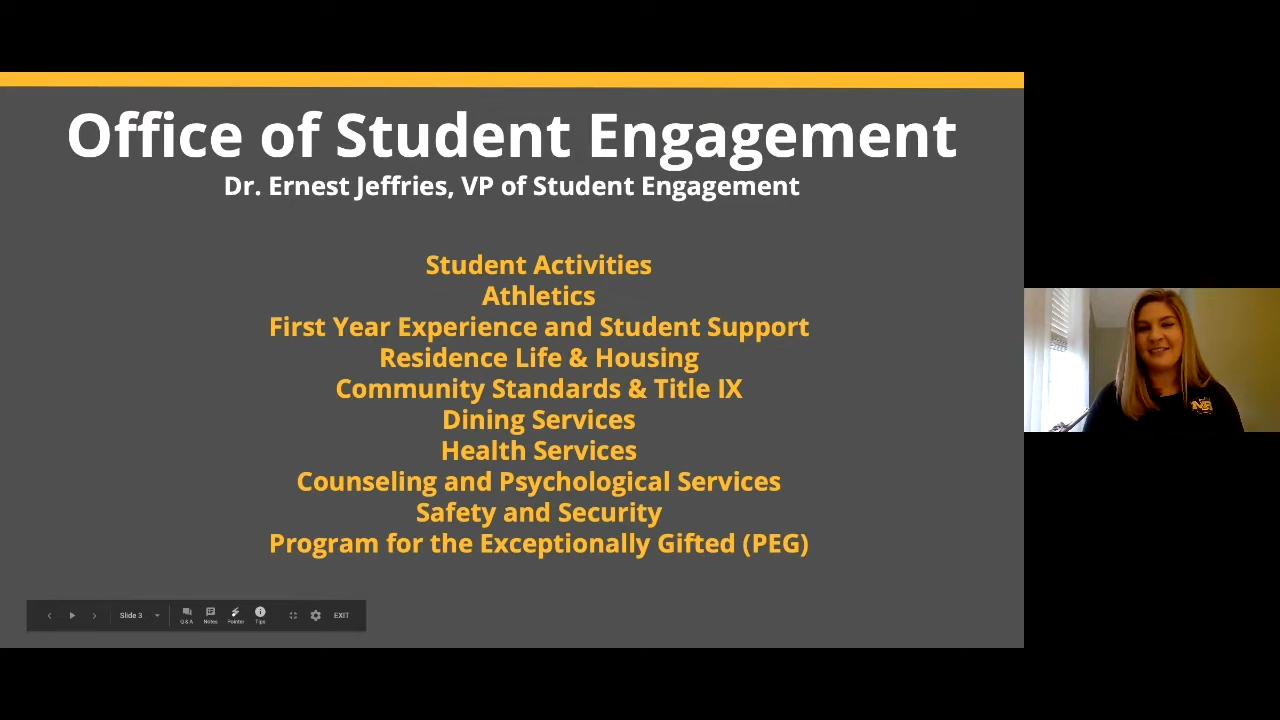 Office of Student Engagement
Dr. Ernest Jeffries, VP of Student Engagement
Student Activities
Athletics
First Year Experience and Student Support
Residence Life & Housing
Community Standards & Title IX
Dining Services
Health Services
Counseling and Psychological Services
Safety and Security
Program for the Exceptionally Gifted (PEG)
Slide 3
Q&A Notes Pointer Tips
EXIT